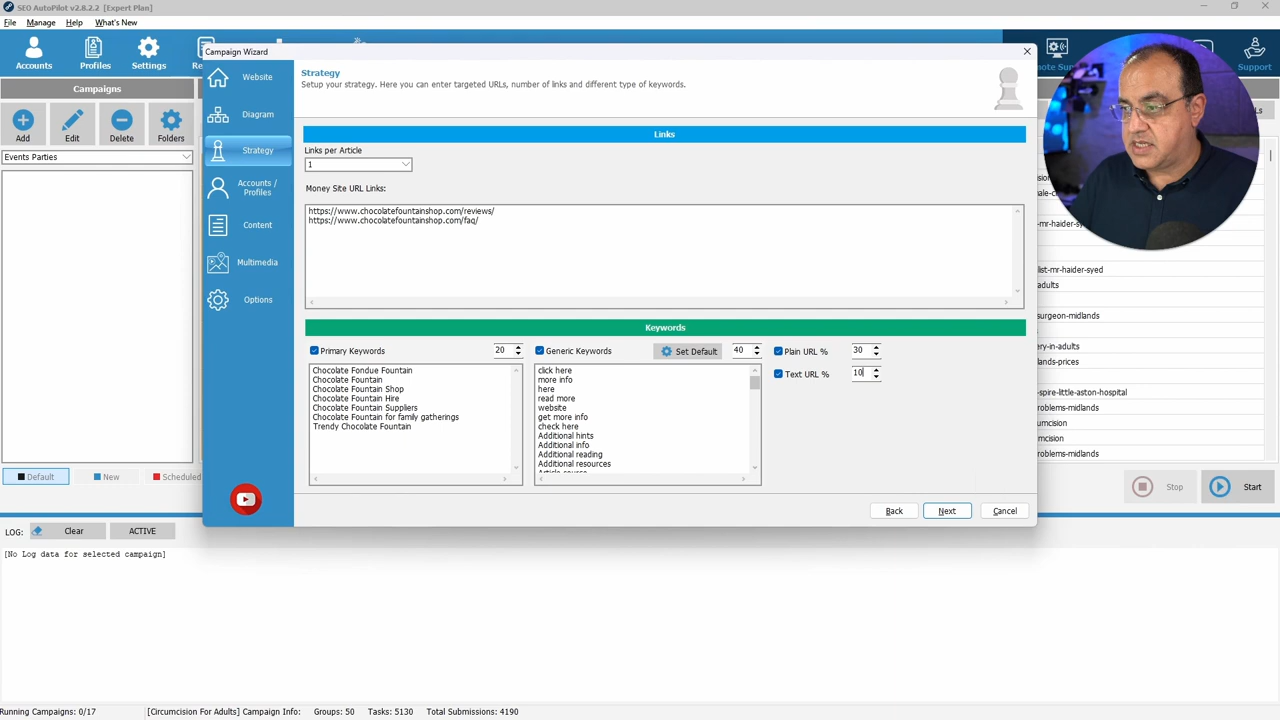 SEO AutoPilot v2.8.2.2 [Expert Plan]
File Manage Help What's New
Accounts Profiles Settings
Support
Campaigns
Add Edit Delete Folders
Events Parties
Default New Scheduled
Campaign Wizard
Website
Diagram
Strategy
Accounts /
Profiles
Content
Multimedia
Options
Strategy
Setup your strategy. Here you can enter targeted URLs, number of links and different type of keywords.
Links
Links per Article
1
Money Site URL Links:
https://www.chocolatefountainshop.com/reviews/
https://www.chocolatefountainshop.com/faq/
Keywords
Primary Keywords 20
Chocolate Fondue Fountain
Chocolate Fountain
Chocolate Fountain Shop
Chocolate Fountain Hire
Chocolate Fountain Suppliers
Chocolate Fountain for family gatherings
Trendy Chocolate Fountain
Generic Keywords Set Default 40
click here
more info
here
read more
website
get more info
check here
Additional hints
Additional info
Additional reading
Additional resources
Plain URL % 30
Text URL % 10
Back Next Cancel
-mr-haider-sy
list-mr-haider-syed
adults
surgeon-midlands
ery-in-adults
lands-prices
-spire-little-aston-hospital
roblems-midlands
umcision
cumcision
roblems-midlands
Stop Start
LOG: Clear ACTIVE
[No Log data for selected campaign]
Running Campaigns: 0/17 [Circumcision For Adults] Campaign Info: Groups: 50 Tasks: 5130 Total Submissions: 4190